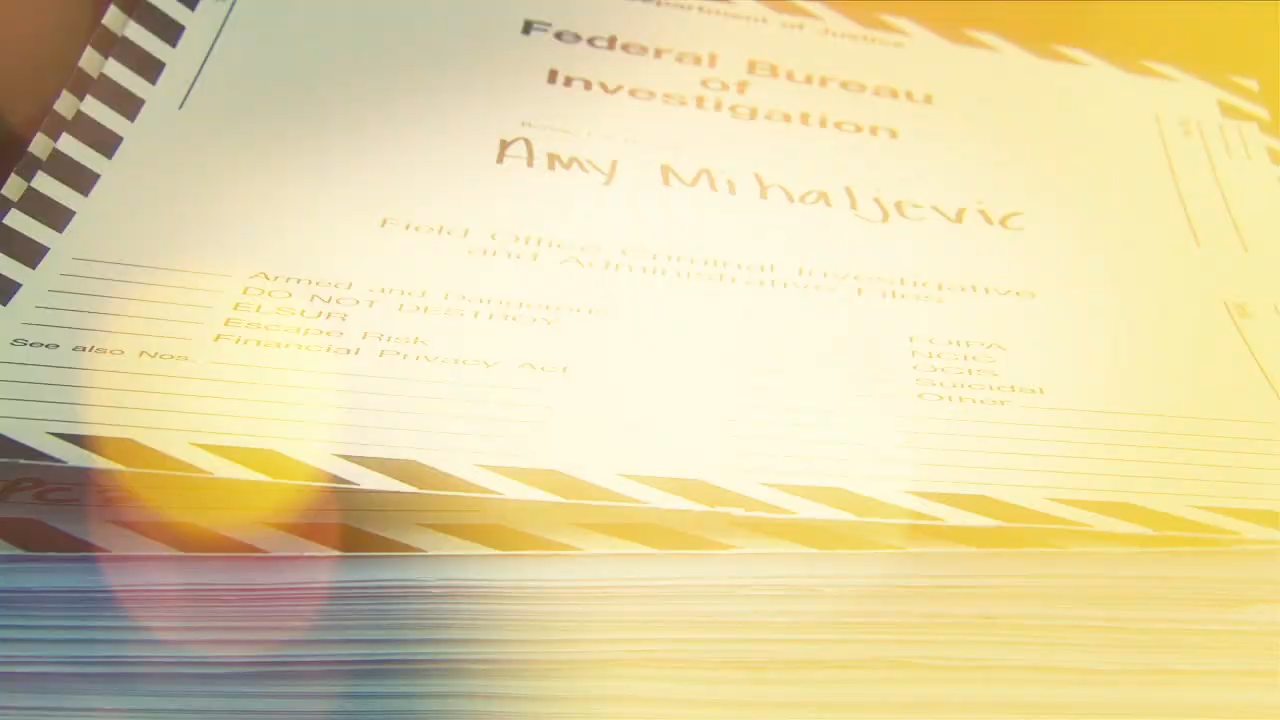 Department of Justice
Federal Bureau
of
Investigation
Amy Mihaljevic
Field Office Criminal Investigative
and Administrative Files
Armed and Dangerous
DO NOT DESTROY
ELSUR
Escape Risk
Financial Privacy Act
See also Nos.
FOIPA
NCIC
OCIS
Suicidal
Other